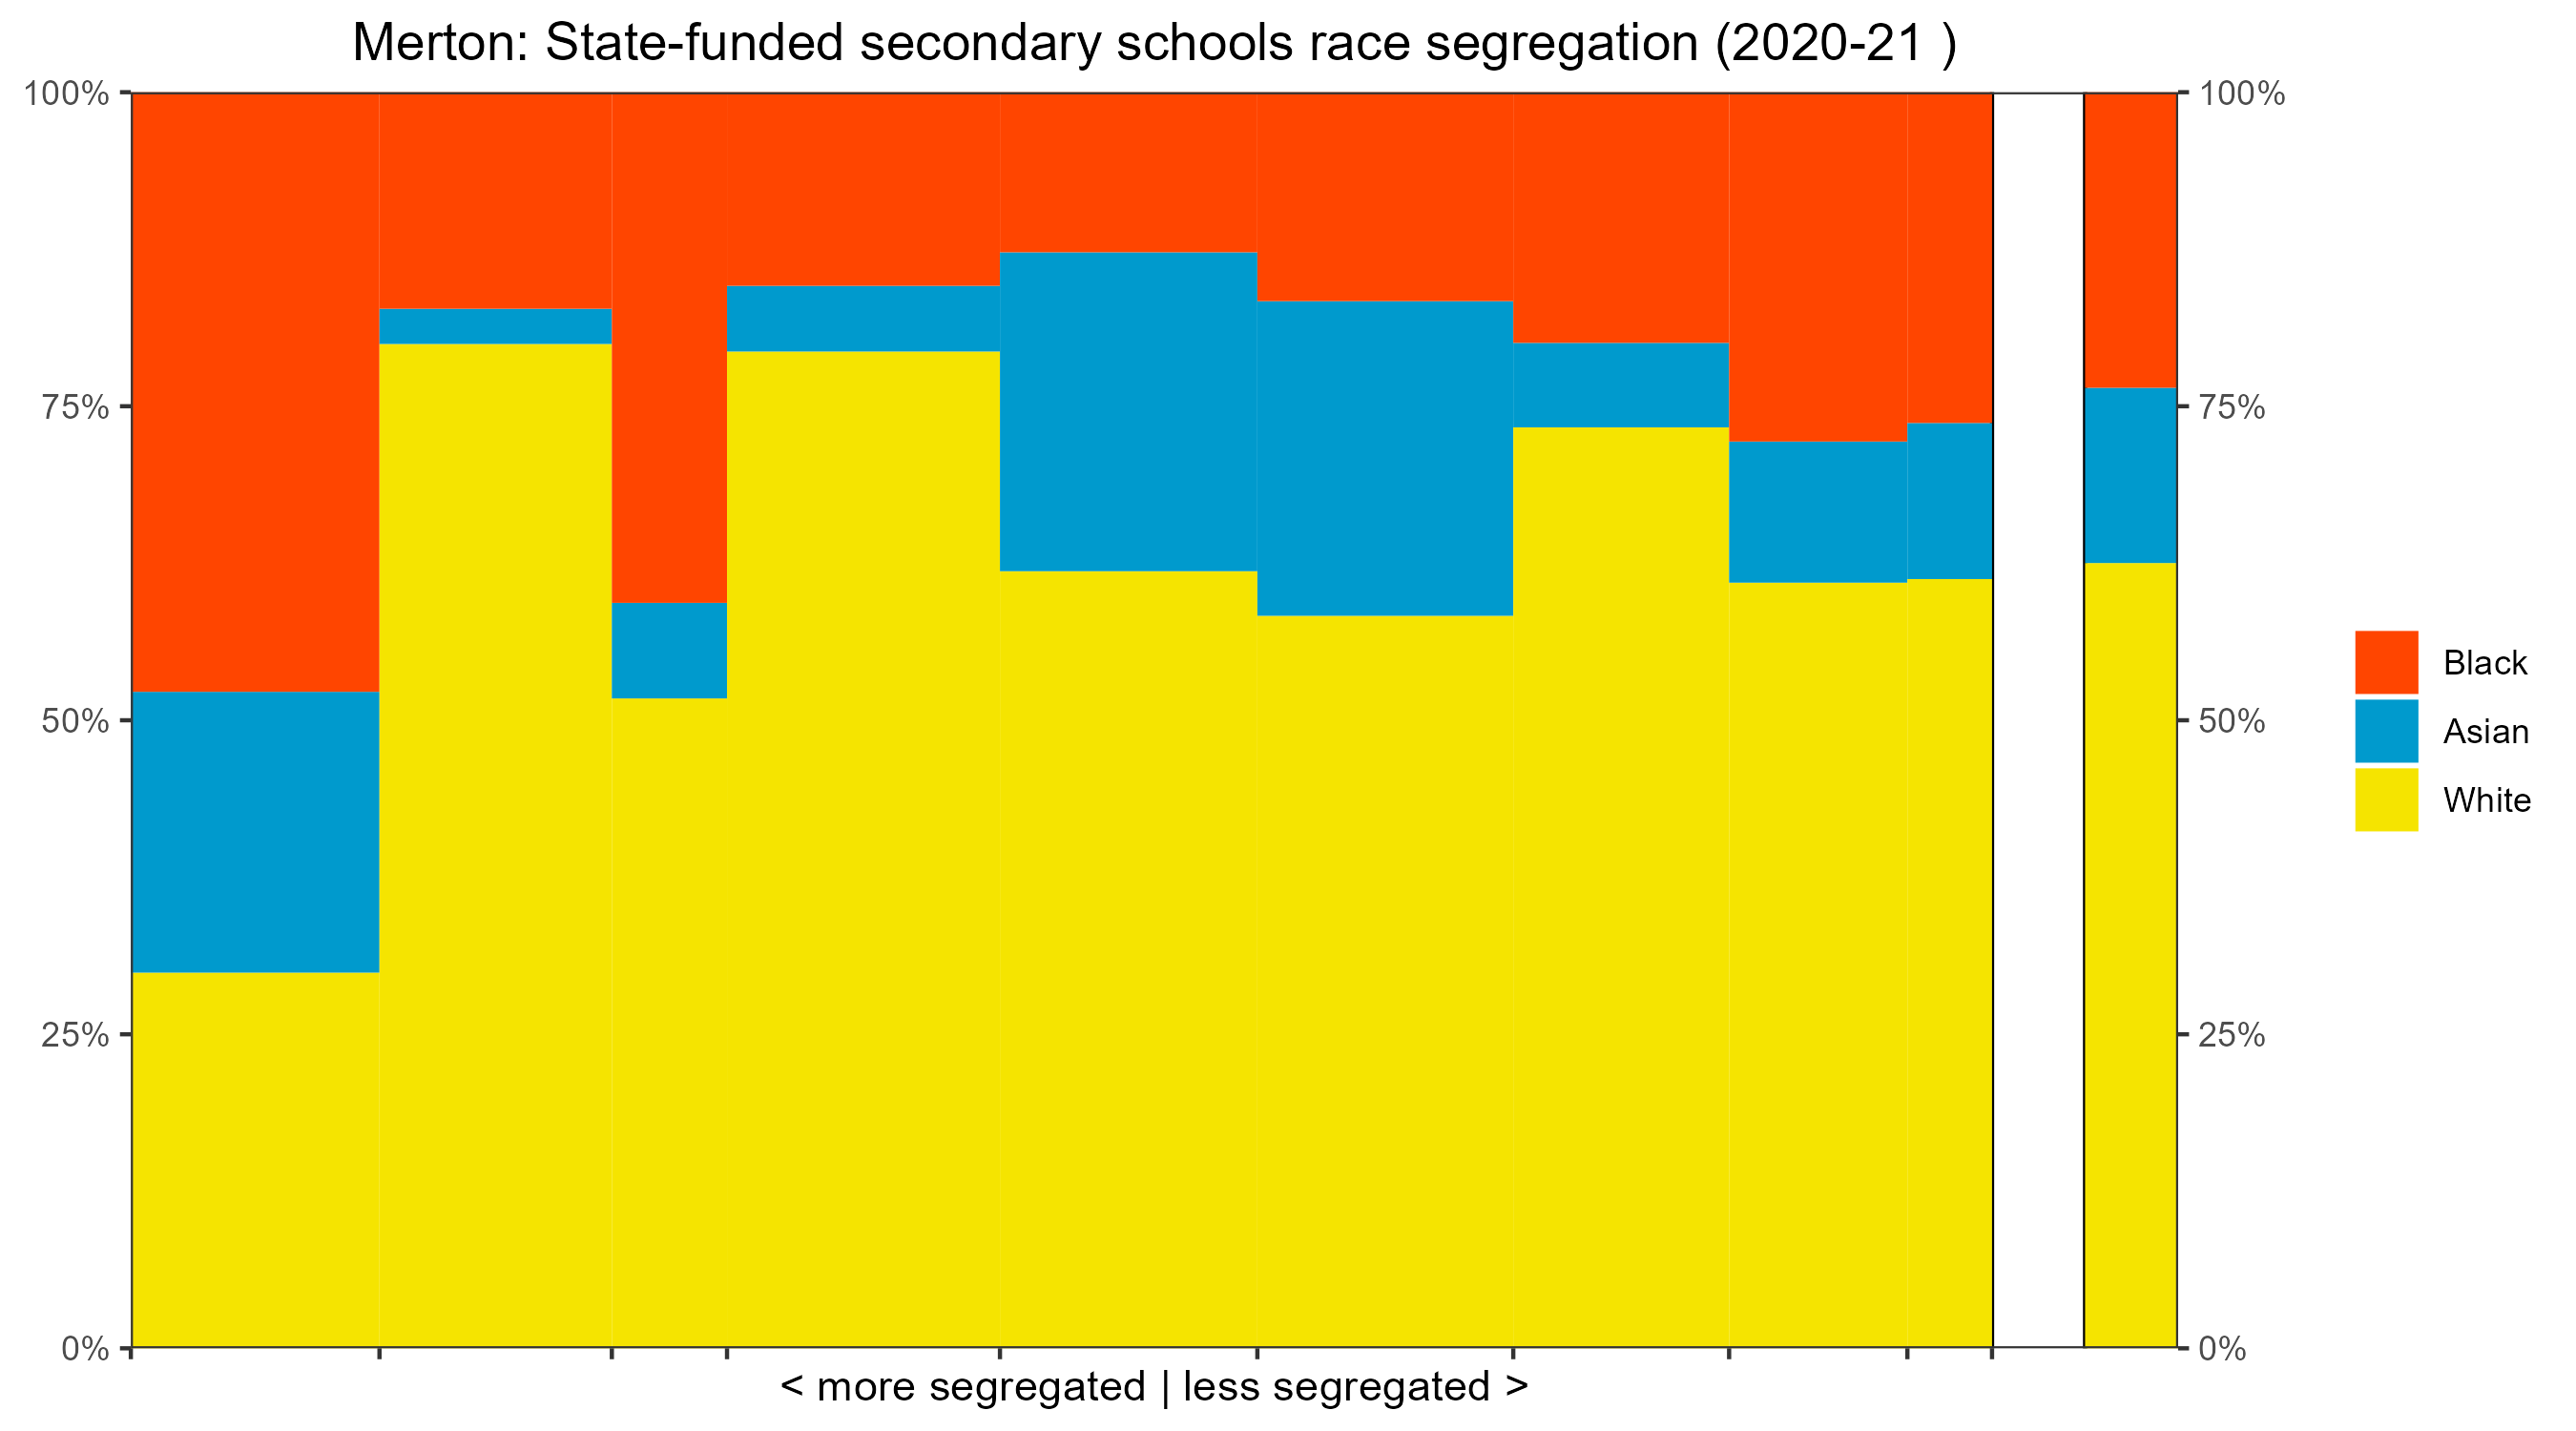 Merton: State-funded secondary schools race segregation (2020-21 )
100%
75%
50%
25%
0%
100%
75%
50%
25%
0%
Black
Asian
White
< more segregated | less segregated >